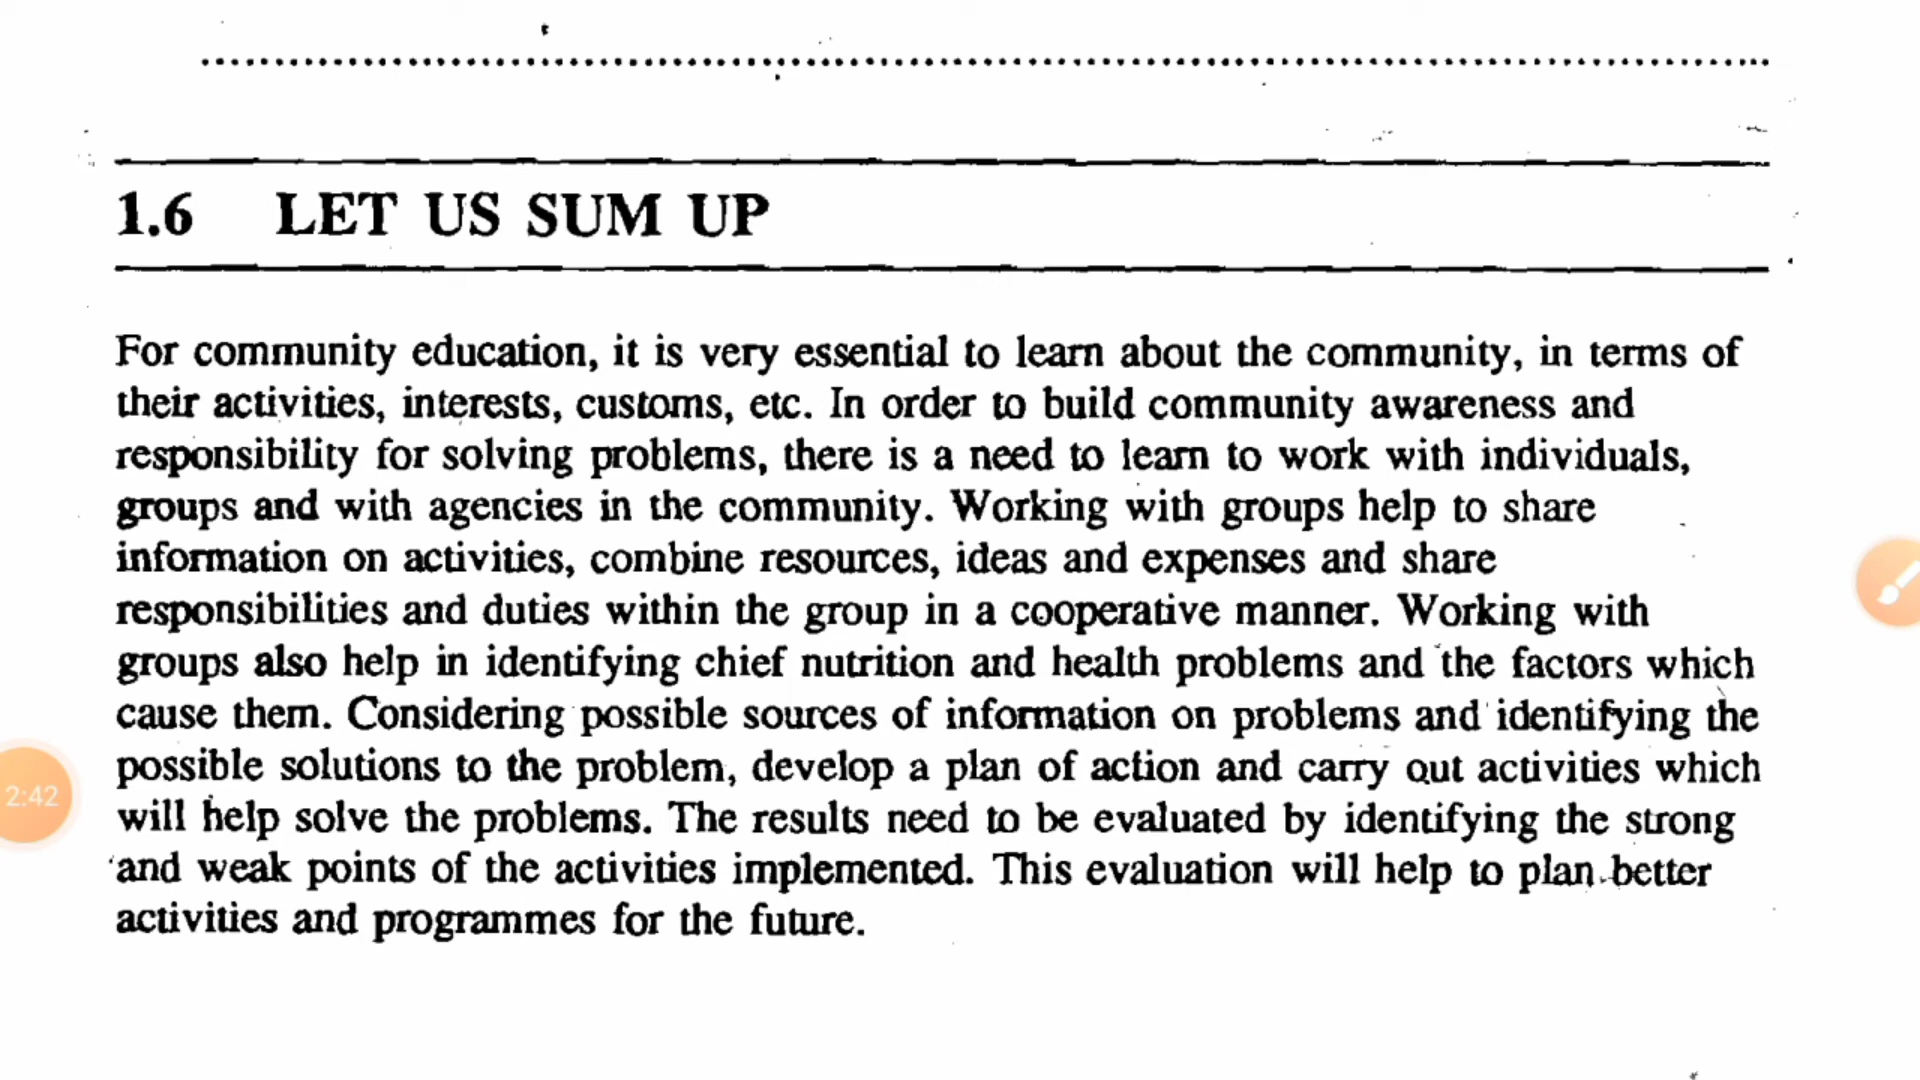 1.6 LET US SUM UP
For community education, it is very essential to learn about the community, in terms of
their activities, interests, customs, etc. In order to build community awareness and
responsibility for solving problems, there is a need to learn to work with individuals,
groups and with agencies in the community. Working with groups help to share
information on activities, combine resources, ideas and expenses and share
responsibilities and duties within the group in a cooperative manner. Working with
groups also help in identifying chief nutrition and health problems and the factors which
cause them. Considering possible sources of information on problems and identifying the
possible solutions to the problem, develop a plan of action and carry out activities which
will help solve the problems. The results need to be evaluated by identifying the strong
and weak points of the activities implemented. This evaluation will help to plan better
activities and programmes for the future.
2:42